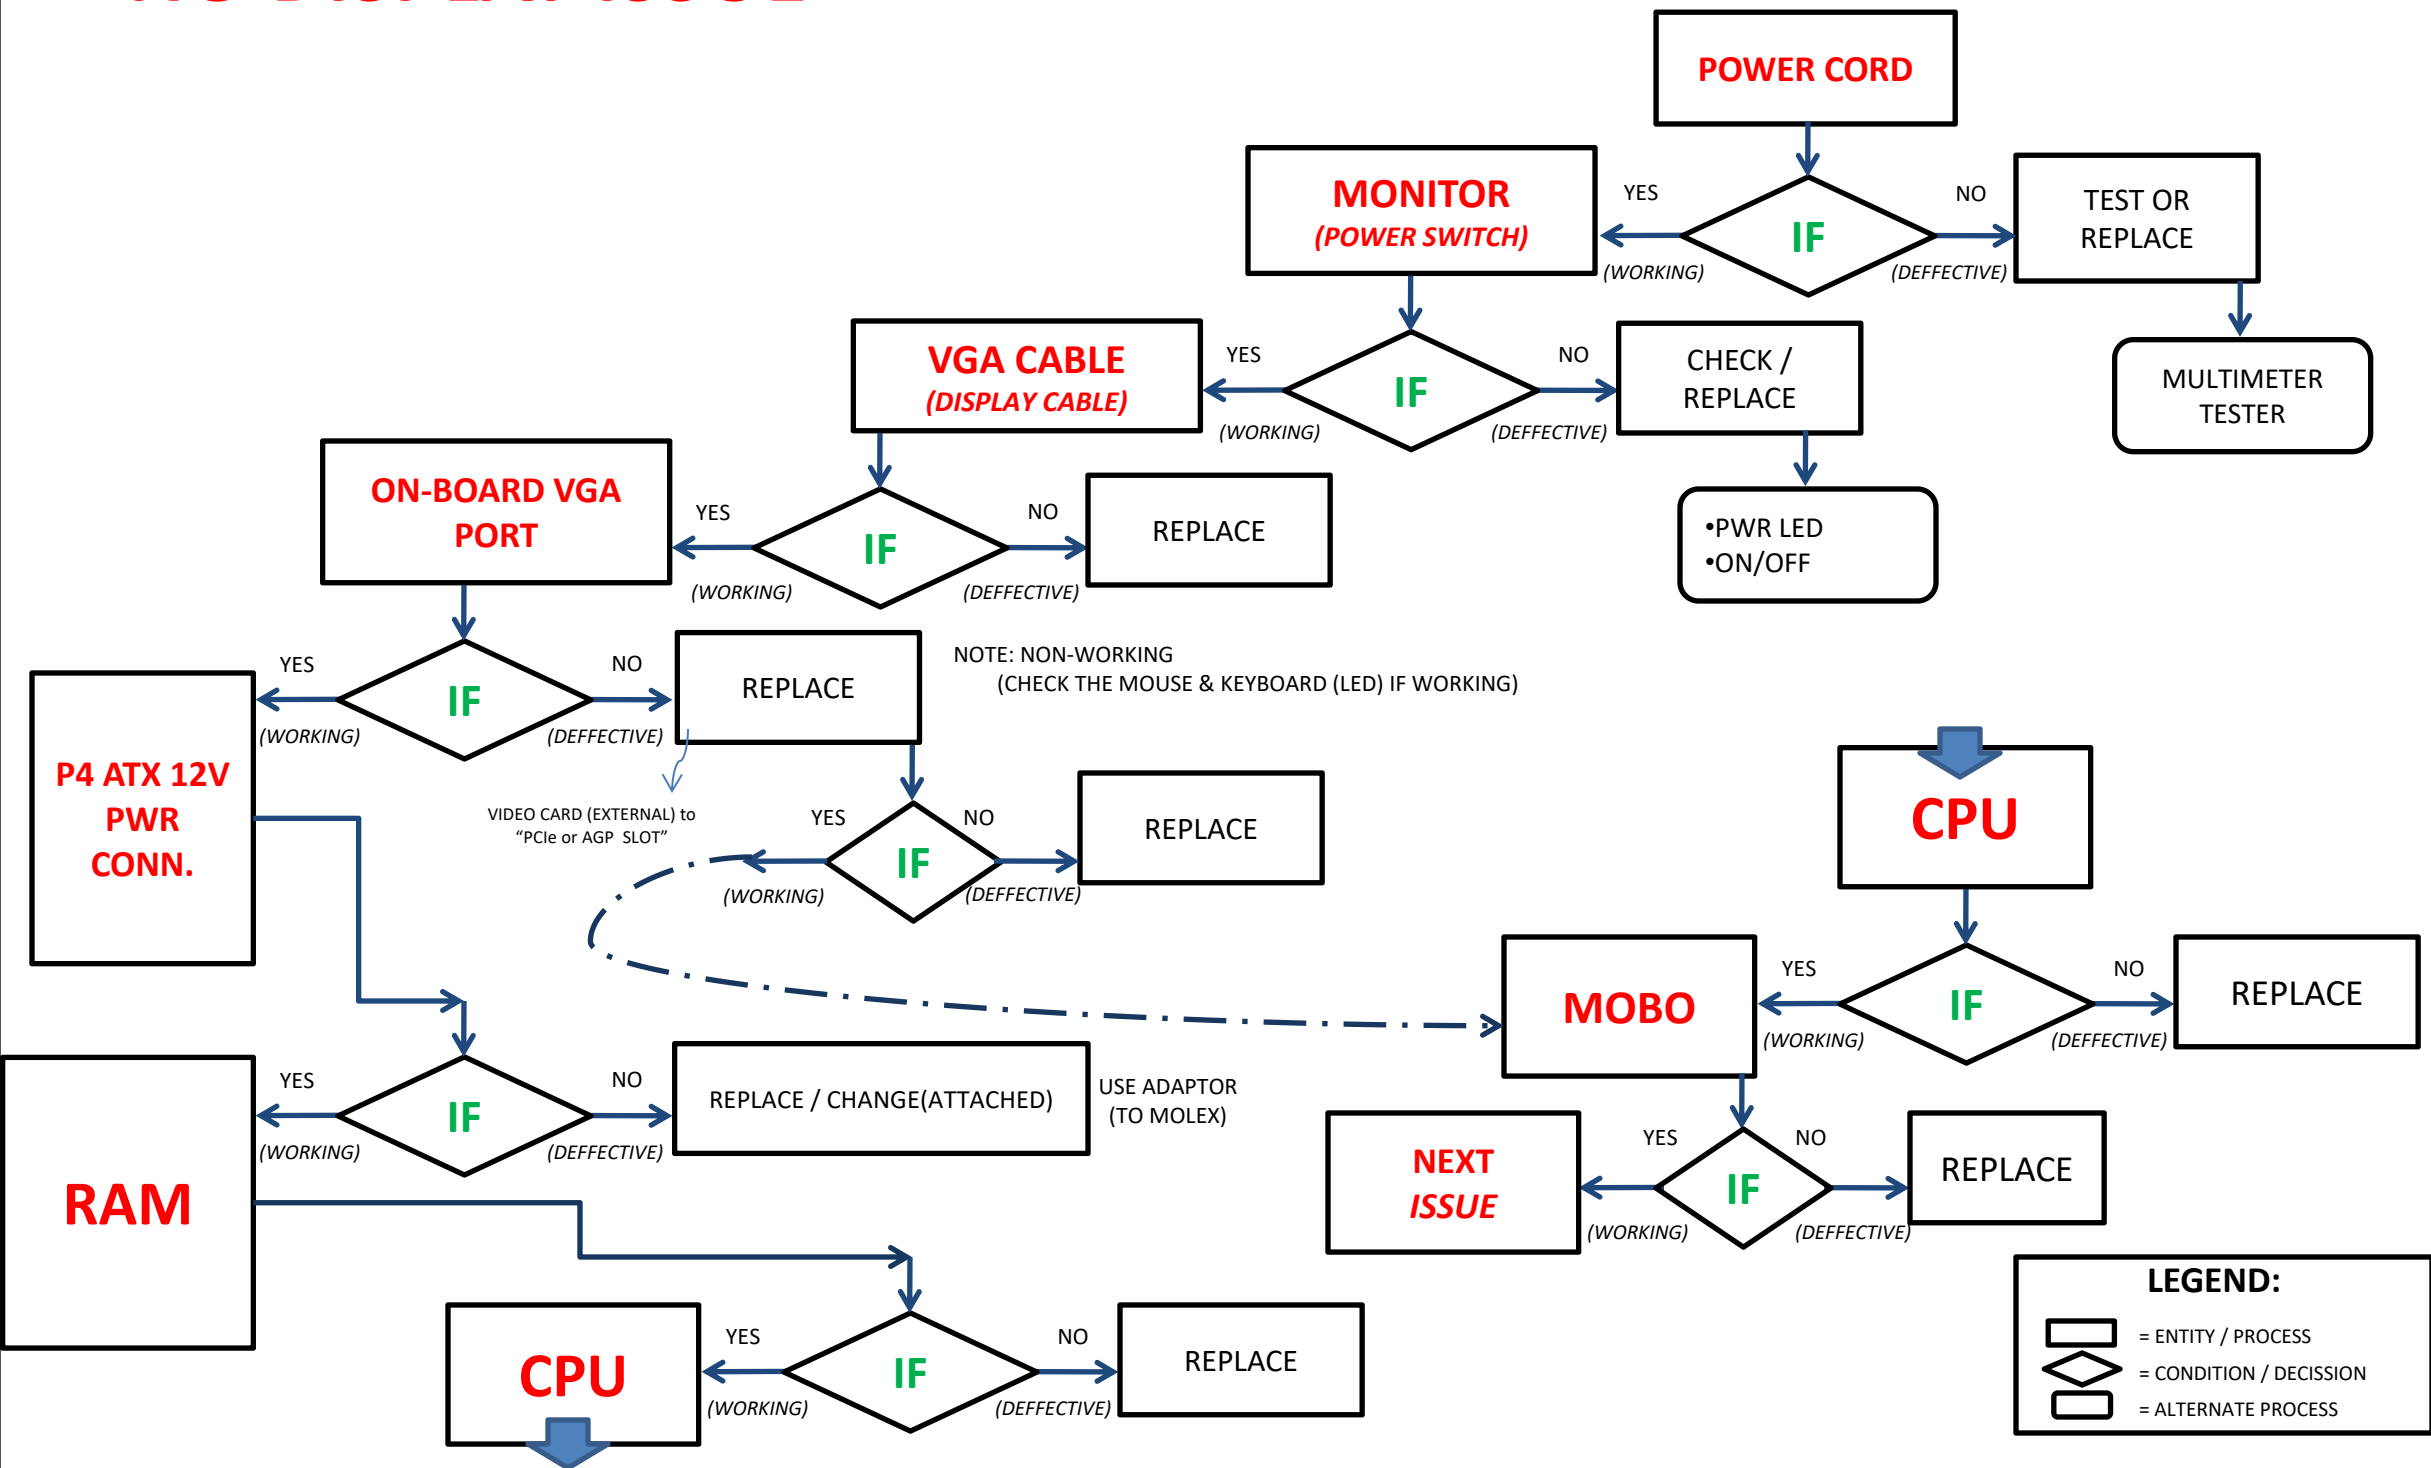 POWER CORD
MONITOR
(POWER SWITCH)
YES
(WORKING)
IF
NO
(DEFFECTIVE)
TEST OR
REPLACE
MULTIMETER
TESTER
VGA CABLE
(DISPLAY CABLE)
YES
(WORKING)
IF
NO
(DEFFECTIVE)
CHECK /
REPLACE
•PWR LED
•ON/OFF
ON-BOARD VGA
PORT
YES
(WORKING)
IF
NO
(DEFFECTIVE)
REPLACE
P4 ATX 12V
PWR
CONN.
YES
(WORKING)
IF
NO
(DEFFECTIVE)
REPLACE
NOTE: NON-WORKING
(CHECK THE MOUSE & KEYBOARD (LED) IF WORKING)
VIDEO CARD (EXTERNAL) to
“PCIe or AGP SLOT”
YES
(WORKING)
IF
NO
(DEFFECTIVE)
REPLACE
CPU
MOBO
YES
(WORKING)
IF
NO
(DEFFECTIVE)
REPLACE
RAM
YES
(WORKING)
IF
NO
(DEFFECTIVE)
REPLACE / CHANGE(ATTACHED)
USE ADAPTOR
(TO MOLEX)
NEXT
ISSUE
YES
(WORKING)
IF
NO
(DEFFECTIVE)
REPLACE
CPU
YES
(WORKING)
IF
NO
(DEFFECTIVE)
REPLACE
LEGEND:
= ENTITY / PROCESS
= CONDITION / DECISSION
= ALTERNATE PROCESS